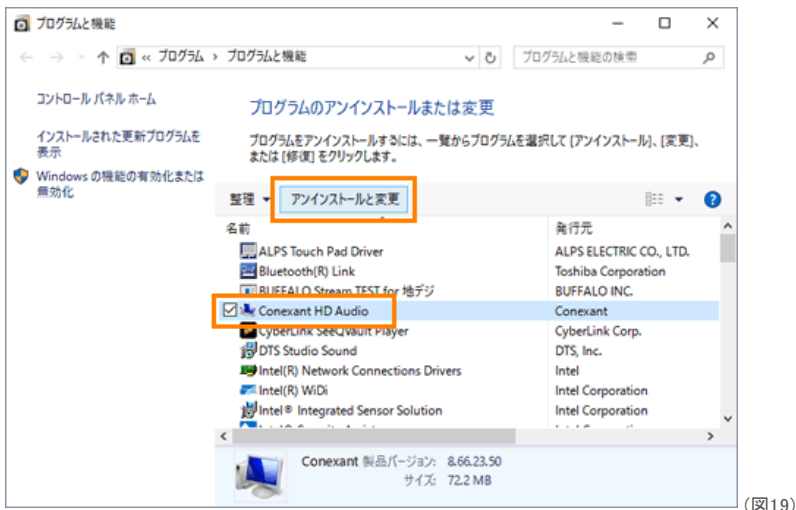 プログラムと機能
« プログラム › プログラムと機能
プログラムと機能の検索
コントロール パネル ホーム
インストールされた更新プログラムを
表示
Windows の機能の有効化または
無効化
プログラムのアンインストールまたは変更
プログラムをアンインストールするには、一覧からプログラムを選択して [アンインストール]、[変更]、
または [修復] をクリックします。
整理 アンインストールと変更
名前 発行元
ALPS Touch Pad Driver ALPS ELECTRIC CO., LTD.
Bluetooth(R) Link Toshiba Corporation
BUFFALO Stream TEST for 地デジ BUFFALO INC.
Conexant HD Audio Conexant
CyberLink SeeQVault Player CyberLink Corp.
DTS Studio Sound DTS, Inc.
Intel(R) Network Connections Drivers Intel
Intel(R) WiDi Intel Corporation
Intel® Integrated Sensor Solution Intel Corporation
Conexant 製品バージョン: 8.66.23.50
サイズ: 72.2 MB
(図19)